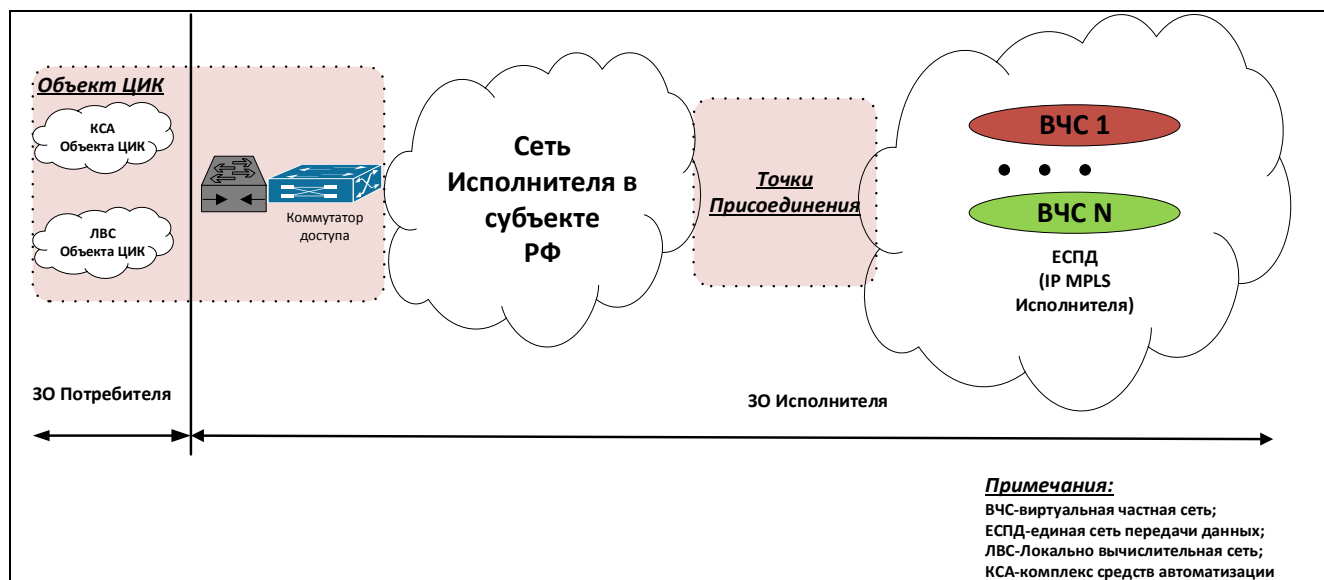 Объект ЦИК
КСА
Объекта ЦИК
ЛВС
Объекта ЦИК
Коммутатор
доступа
Сеть
Исполнителя в
субъекте
РФ
Точки
Присоединения
ВЧС 1
ВЧС N
ЕСПД
(IP MPLS
Исполнителя)
ЗО Потребителя
ЗО Исполнителя
Примечания:
ВЧС-виртуальная частная сеть;
ЕСПД-единая сеть передачи данных;
ЛВС-Локально вычислительная сеть;
КСА-комплекс средств автоматизации